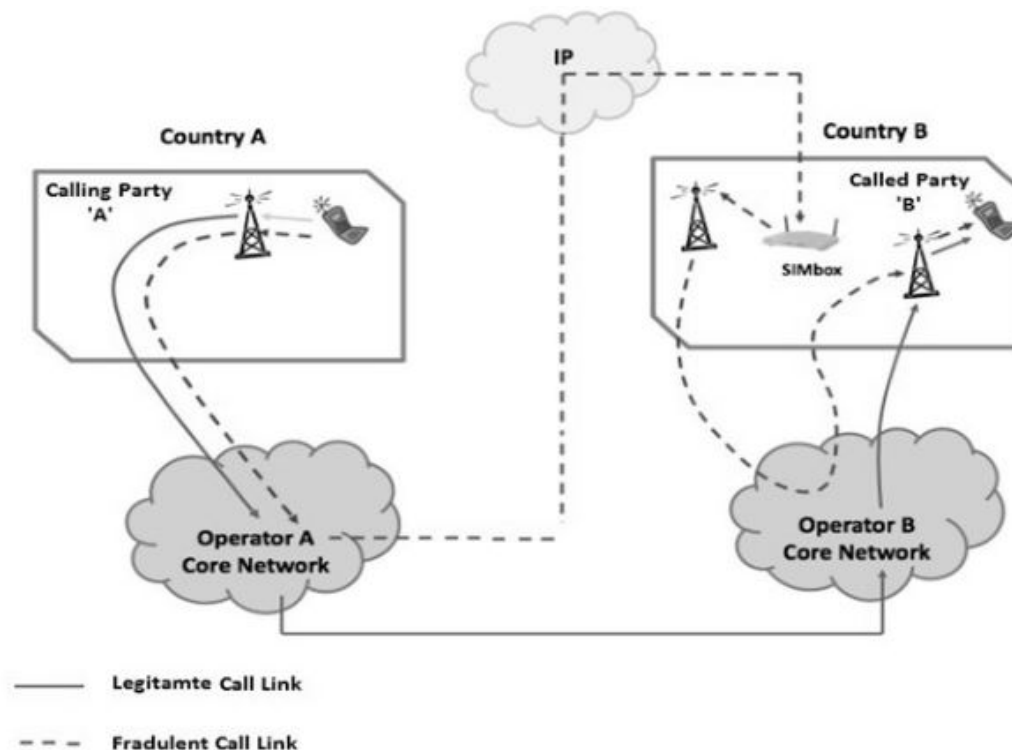 IP
Country A
Country B
Calling Party
'A'
Called Party
'B'
SIMbox
Operator A
Core Network
Operator B
Core Network
Legitamte Call Link
Fradulent Call Link